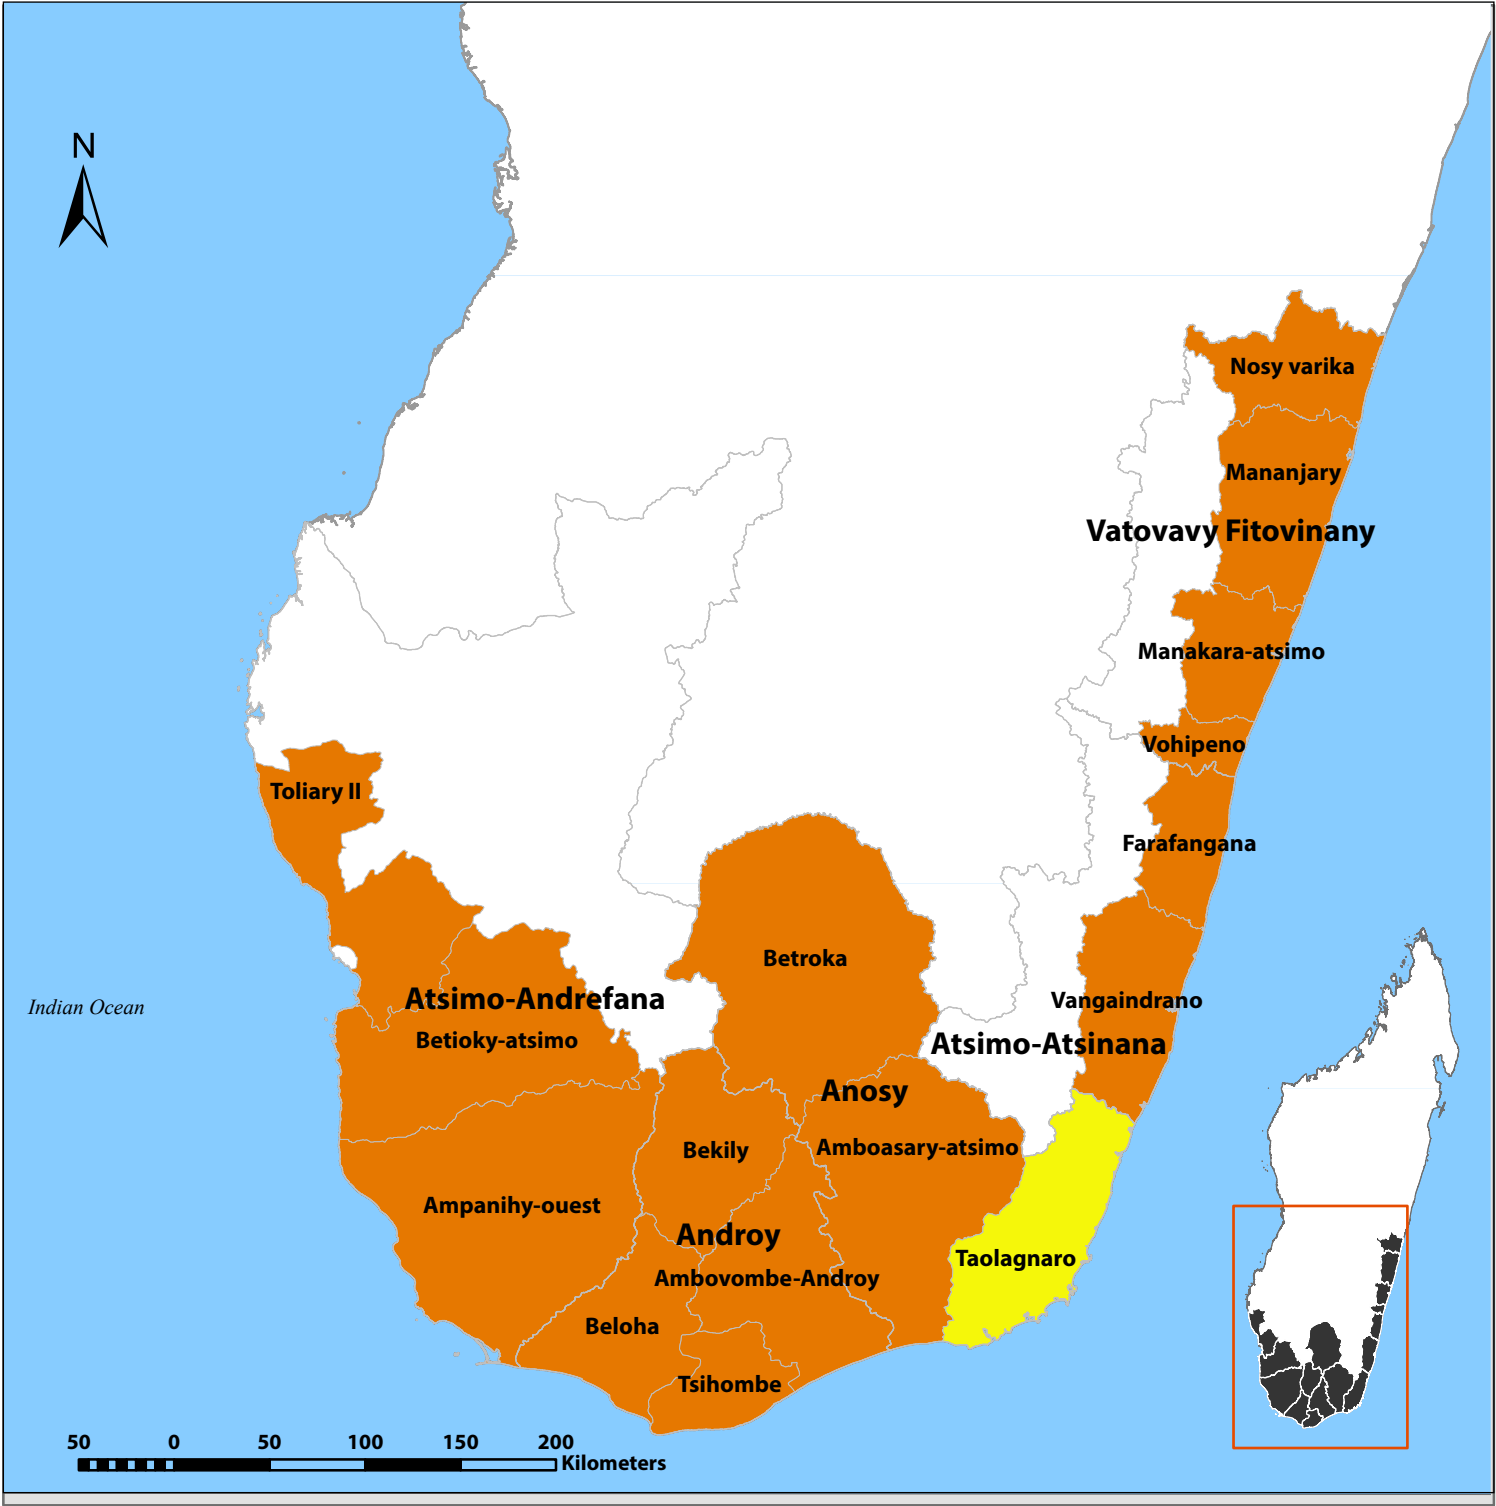 N
Nosy varika
Mananjary
Vatovavy Fitovinany
Manakara-atsimo
Vohipeno
Toliary II
Farafangana
Betroka
Atsimo-Andrefana
Vangaindrano
Indian Ocean
Betioky-atsimo
Atsimo-Atsinana
Anosy
Bekily
Amboasary-atsimo
Ampanihy-ouest
Androy
Taolagnaro
Ambovombe-Androy
Beloha
Tsihombe
50 0 50 100 150 200
Kilometers